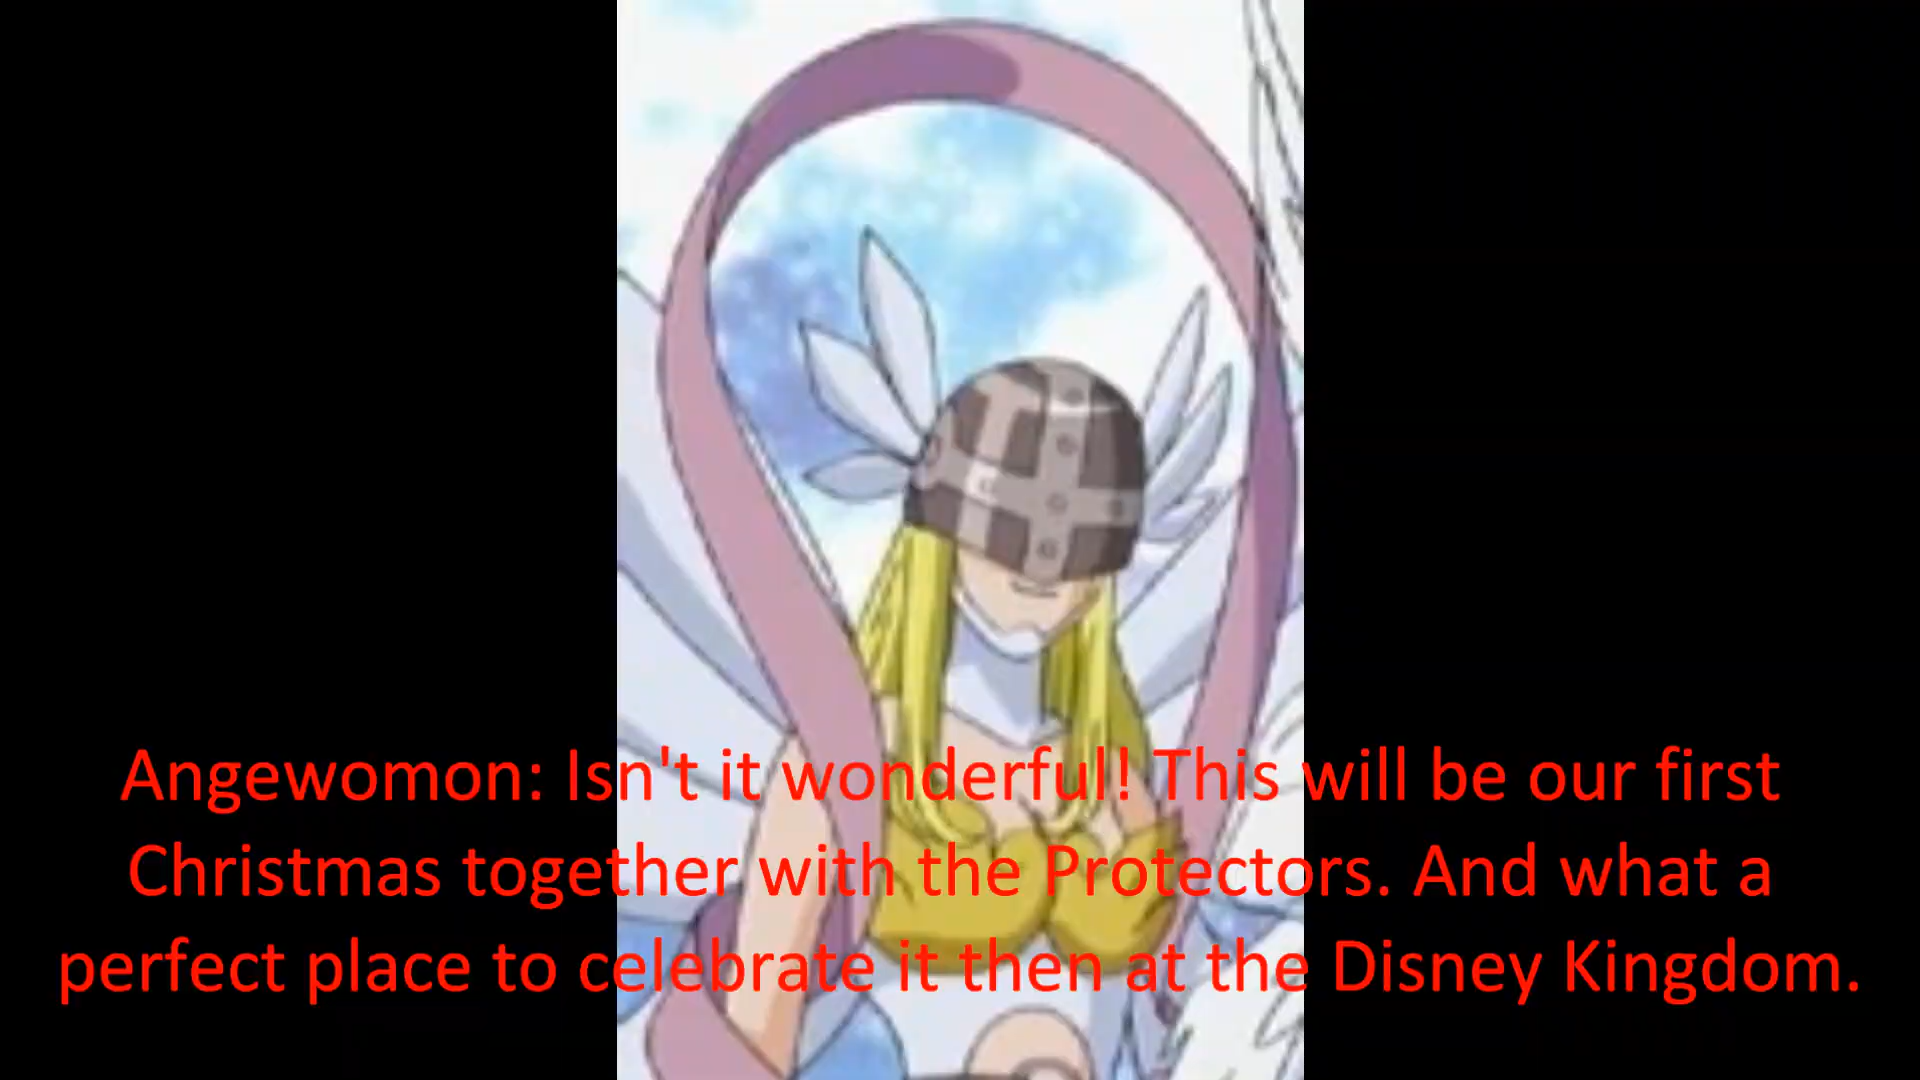 Angewomon: Isn't it wonderful! This will be our first
Christmas together with the Protectors. And what a
perfect place to celebrate it then at the Disney Kingdom.